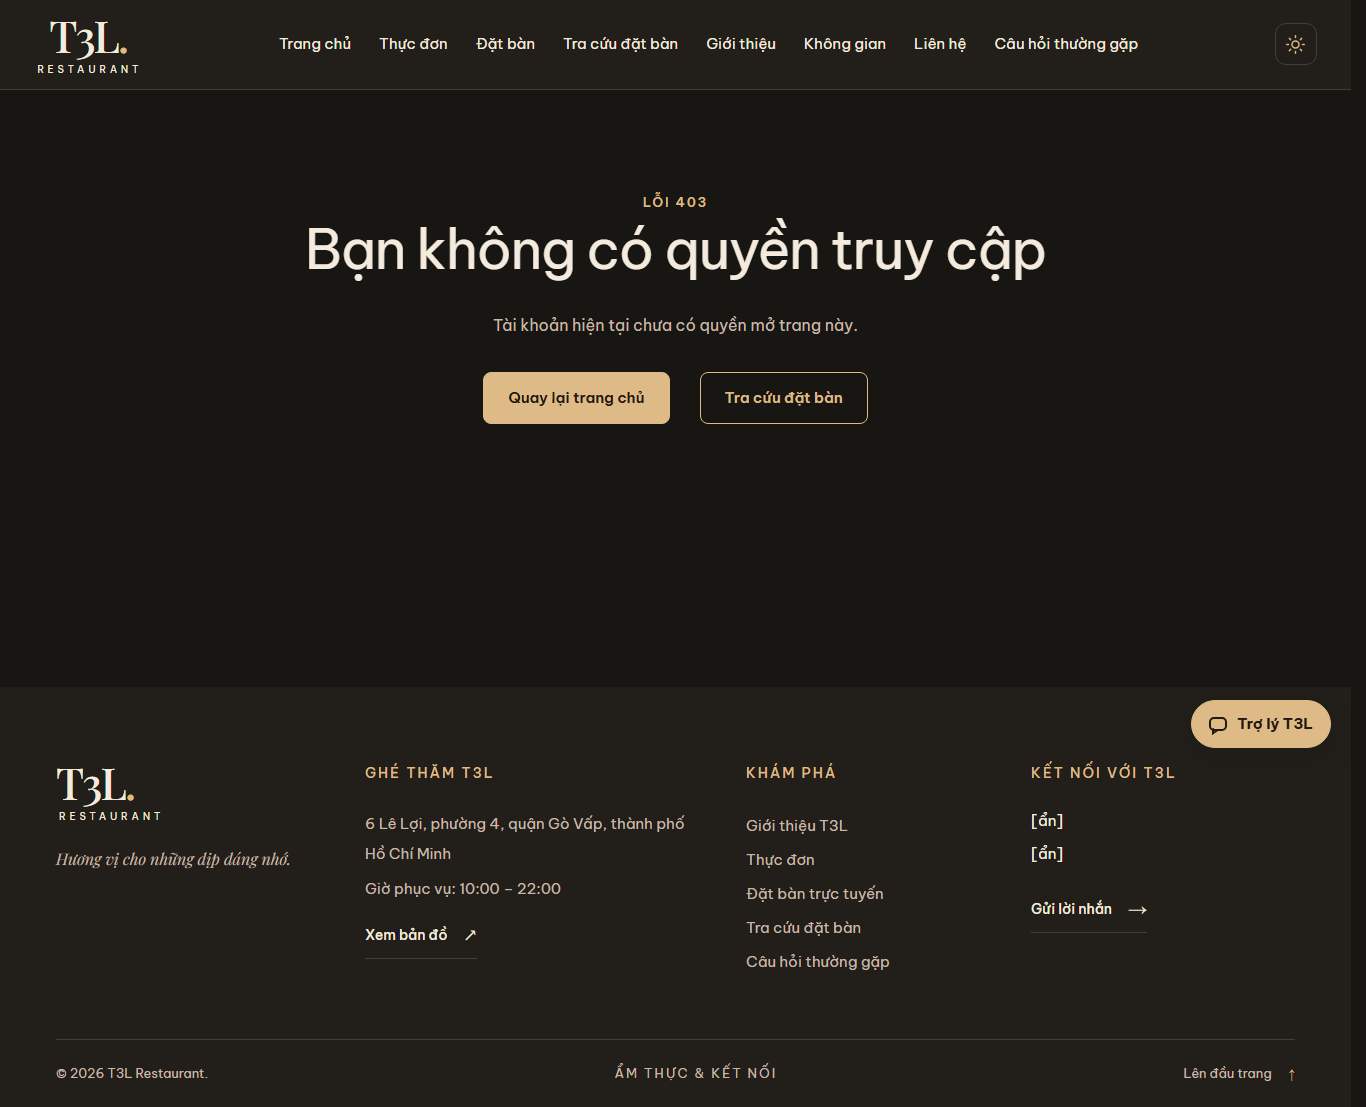 T3L.
RESTAURANT
Trang chủ
Thực đơn
Đặt bàn
Tra cứu đặt bàn
Giới thiệu
Không gian
Liên hệ
Câu hỏi thường gặp
LỖI 403
Bạn không có quyền truy cập
Tài khoản hiện tại chưa có quyền mở trang này.
Quay lại trang chủ
Tra cứu đặt bàn
Trợ lý T3L
T3L.
RESTAURANT
Hương vị cho những dịp đáng nhớ.
GHÉ THĂM T3L
6 Lê Lợi, phường 4, quận Gò Vấp, thành phố
Hồ Chí Minh
Giờ phục vụ: 10:00 – 22:00
Xem bản đồ ↗
KHÁM PHÁ
Giới thiệu T3L
Thực đơn
Đặt bàn trực tuyến
Tra cứu đặt bàn
Câu hỏi thường gặp
KẾT NỐI VỚI T3L
[ẩn]
[ẩn]
Gửi lời nhắn →
© 2026 T3L Restaurant.
ẨM THỰC & KẾT NỐI
Lên đầu trang ↑